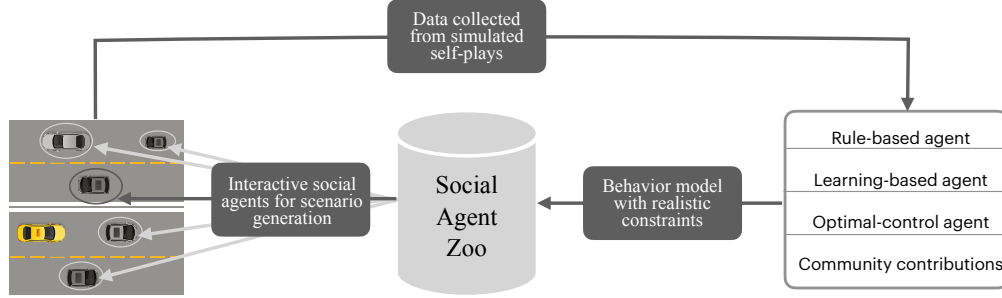 Data collected
from simulated
self-plays
Interactive social
agents for scenario
generation
Social
Agent
Zoo
Behavior model
with realistic
constraints
Rule-based agent
Learning-based agent
Optimal-control agent
Community contributions